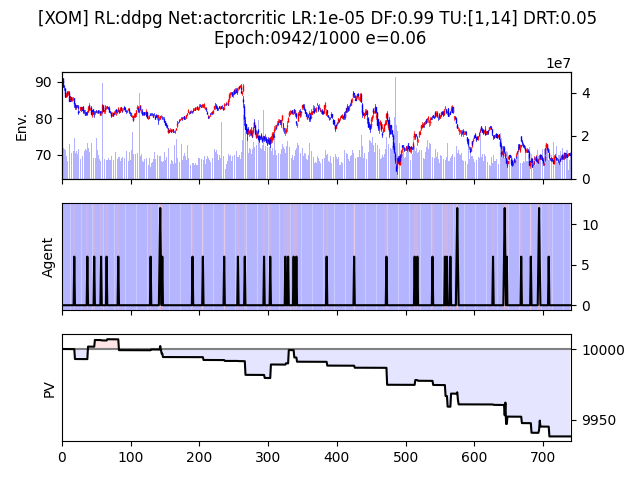 [XOM] RL:ddpg Net:actorcritic LR:1e-05 DF:0.99 TU:[1,14] DRT:0.05
Epoch:0942/1000 e=0.06
1e7
Env.
90
80
70
4
2
0
Agent
10
5
0
PV
10000
9950
0 100 200 300 400 500 600 700